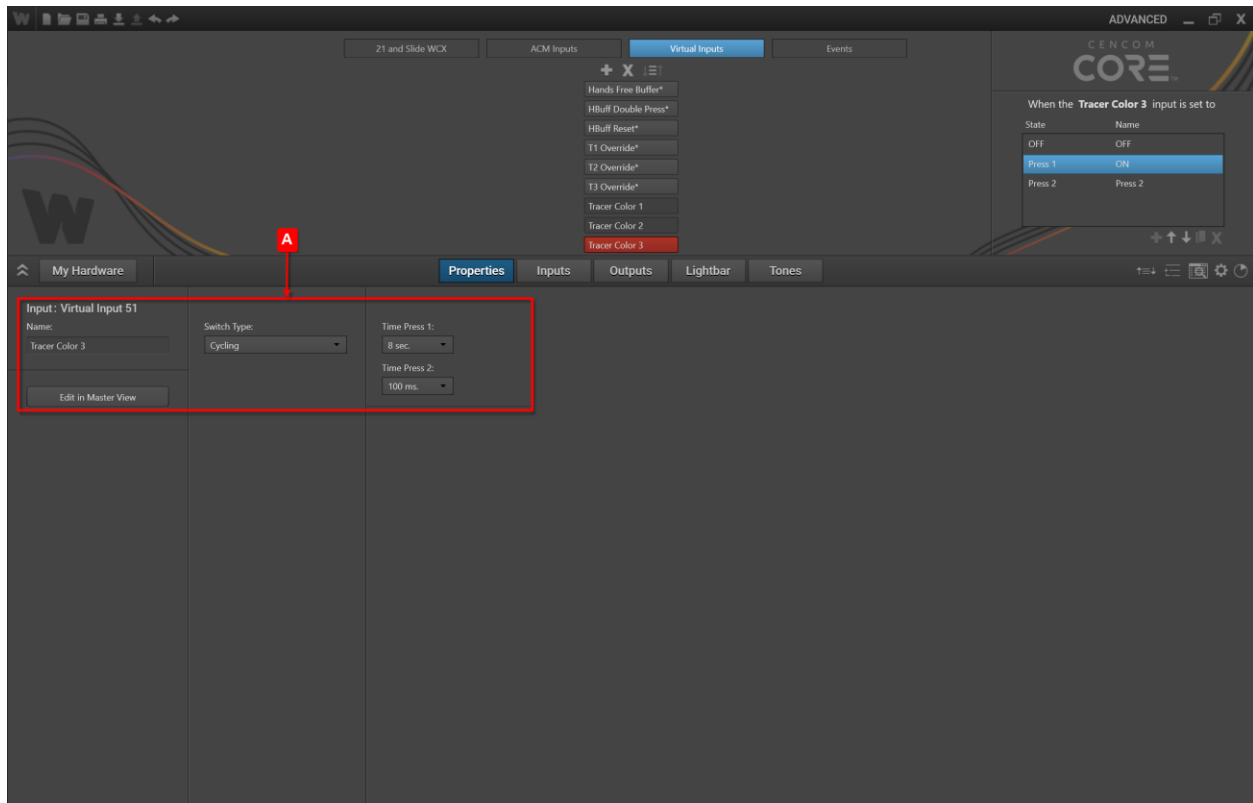 W
ADVANCED
21 and Slide WCX
ACM Inputs
Virtual Inputs
Events
Hands Free Buffer*
HBuff Double Press*
HBuff Reset*
T1 Override*
T2 Override*
T3 Override*
Tracer Color 1
Tracer Color 2
Tracer Color 3
CENCOM
CORE
When the Tracer Color 3 input is set to
State Name
OFF OFF
Press 1 ON
Press 2 Press 2
W
A
My Hardware
Properties
Inputs
Outputs
Lightbar
Tones
Input: Virtual Input 51
Name:
Tracer Color 3
Edit in Master View
Switch Type:
Cycling
Time Press 1:
8 sec.
Time Press 2:
100 ms.